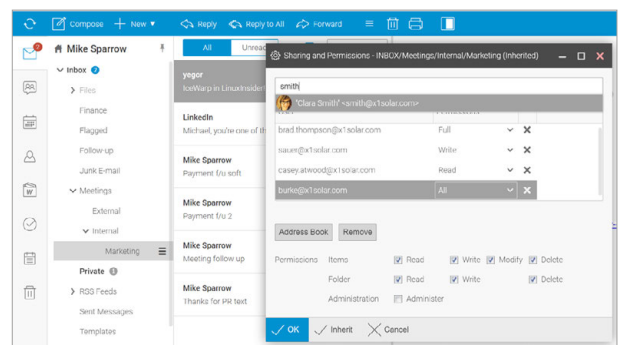 Compose New Reply Reply to All Forward
Mike Sparrow
Inbox
Files
Finance
Flagged
Follow-up
Junk E-mail
Meetings
External
Internal
Marketing
Private
RSS Feeds
Sent Messages
Templates
All Unread
yegor
IceWarp in LinuxInsident
LinkedIn
Michael, you're one of th
Mike Sparrow
Payment f/u soft
Mike Sparrow
Payment f/u 2
Mike Sparrow
Meeting follow up
Mike Sparrow
Thanks for PR text
Sharing and Permissions - INBOX/Meetings/Internal/Marketing (Inherited)
smith
"Clara Smith" <smith@x1solar.com>
brad.thompson@x1solar.com Full
sauer@x1solar.com Write
casey.atwood@x1solar.com Read
burke@x1solar.com All
Address Book Remove
Permissions Items Read Write Modify Delete
Folder Read Write Delete
Administration Administer
OK Inherit Cancel